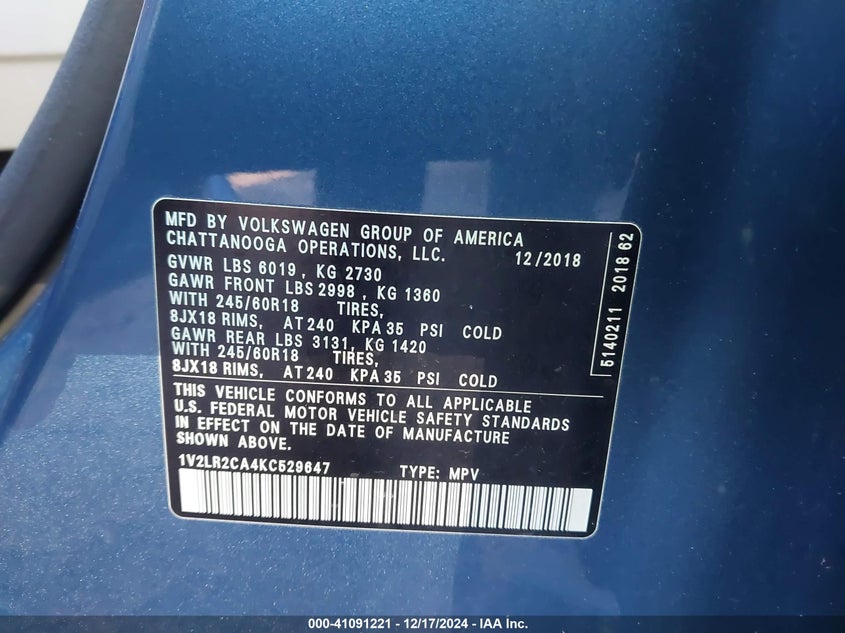 MFD BY VOLKSWAGEN GROUP OF AMERICA
CHATTANOOGA OPERATIONS, LLC. 12/2018
GVWR LBS 6019, KG 2730
GAWR FRONT LBS 2998, KG 1360
WITH 245/60R18 TIRES,
8JX18 RIMS, AT 240 KPA 35 PSI COLD
GAWR REAR LBS 3131, KG 1420
WITH 245/60R18 TIRES,
8JX18 RIMS, AT 240 KPA 35 PSI COLD
THIS VEHICLE CONFORMS TO ALL APPLICABLE
U.S. FEDERAL MOTOR VEHICLE SAFETY STANDARDS
IN EFFECT ON THE DATE OF MANUFACTURE
SHOWN ABOVE.
1V2LR2CA4KC529647 TYPE: MPV
5140211 2018 62
000-41091221 - 12/17/2024 - IAA Inc.